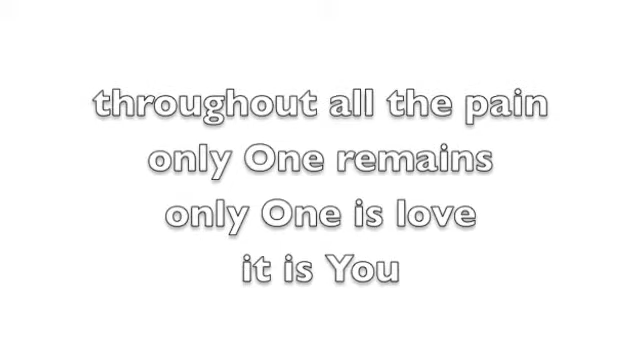 throughout all the pain
only One remains
only One is love
it is You